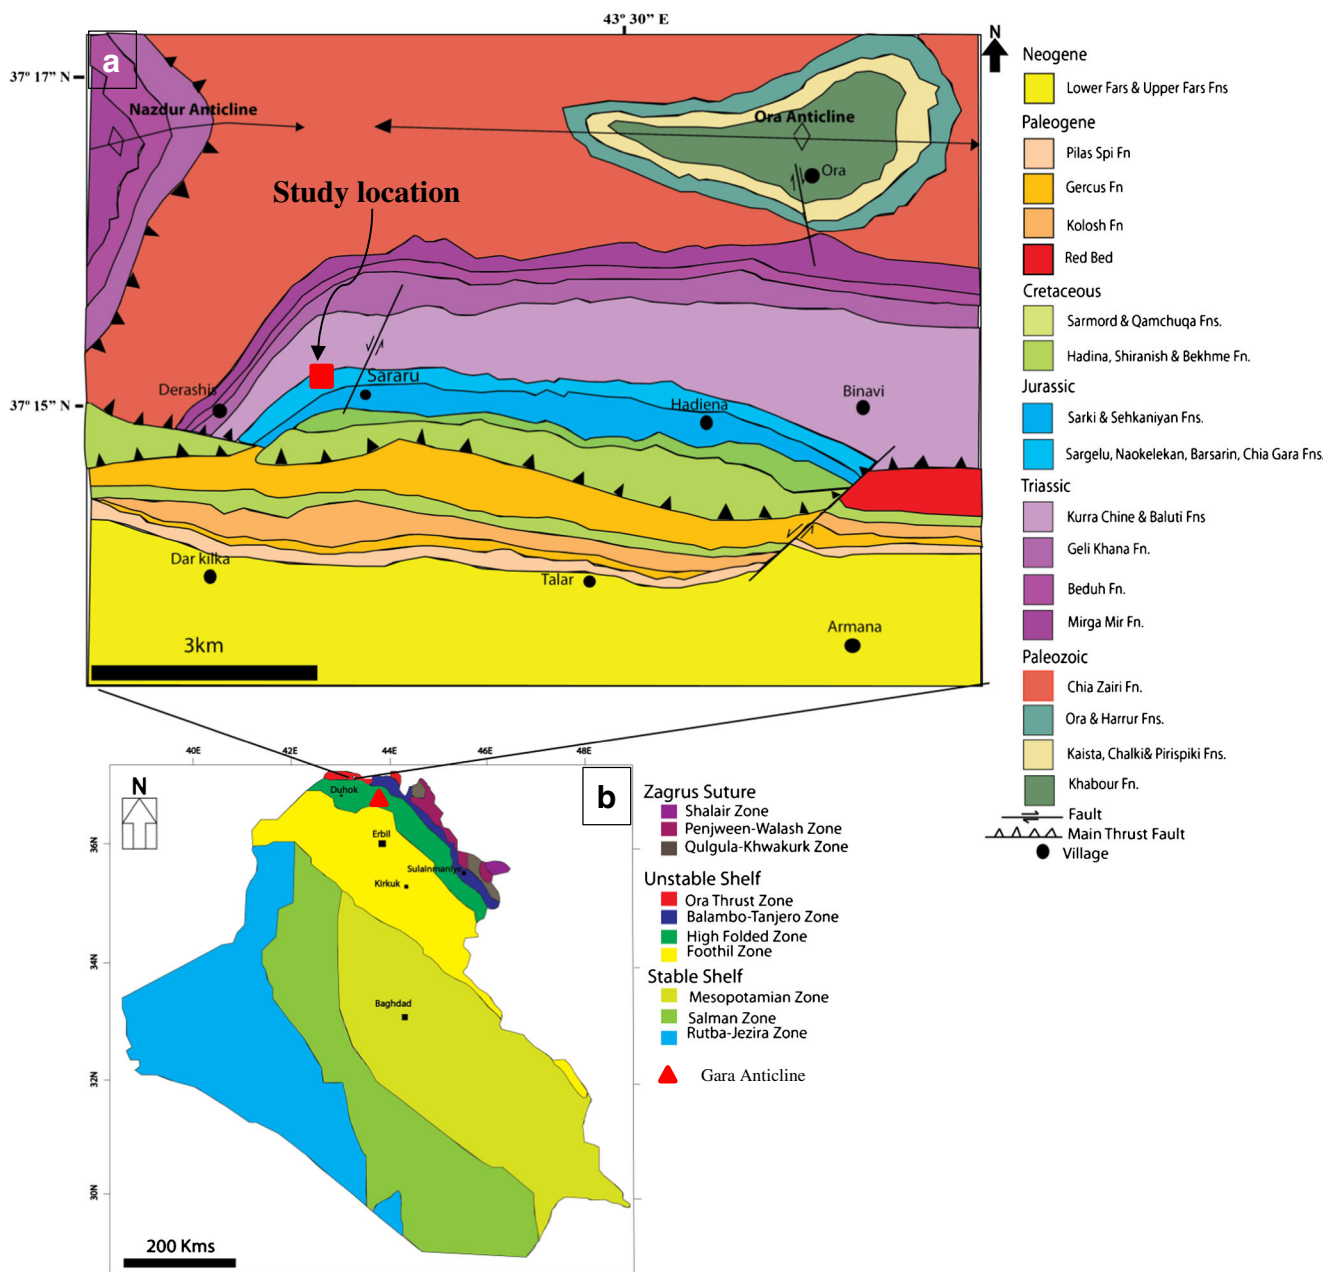 43° 30” E
a
N
37° 17” N
Nazdur Anticline
Ora Anticline
Ora
Study location
Derashis
Sararu
Hadiena
Binavi
37° 15” N
Dar kilka
Talar
Armana
3km
Neogene
Lower Fars & Upper Fars Fns
Paleogene
Pilas Spi Fn
Gercus Fn
Kolosh Fn
Red Bed
Cretaceous
Sarmord & Qamchuqa Fns.
Hadina, Shiranish & Bekhme Fn.
Jurassic
Sarki & Sehkaniyan Fns.
Sargelu, Naokelekan, Barsarin, Chia Gara Fns.
Triassic
Kurra Chine & Baluti Fns
Geli Khana Fn.
Beduh Fn.
Mirga Mir Fn.
Paleozoic
Chia Zairi Fn.
Ora & Harrur Fns.
Kaista, Chalki& Pirispiki Fns.
Khabour Fn.
Fault
Main Thrust Fault
Village
40E
42E
44E
46E
48E
N
b
36N
34N
32N
30N
Duhok
Erbil
Sulainmaniye
Kirkuk
Baghdad
200 Kms
Zagrus Suture
Shalair Zone
Penjween-Walash Zone
Qulgula-Khwakurk Zone
Unstable Shelf
Ora Thrust Zone
Balambo-Tanjero Zone
High Folded Zone
Foothil Zone
Stable Shelf
Mesopotamian Zone
Salman Zone
Rutba-Jezira Zone
Gara Anticline